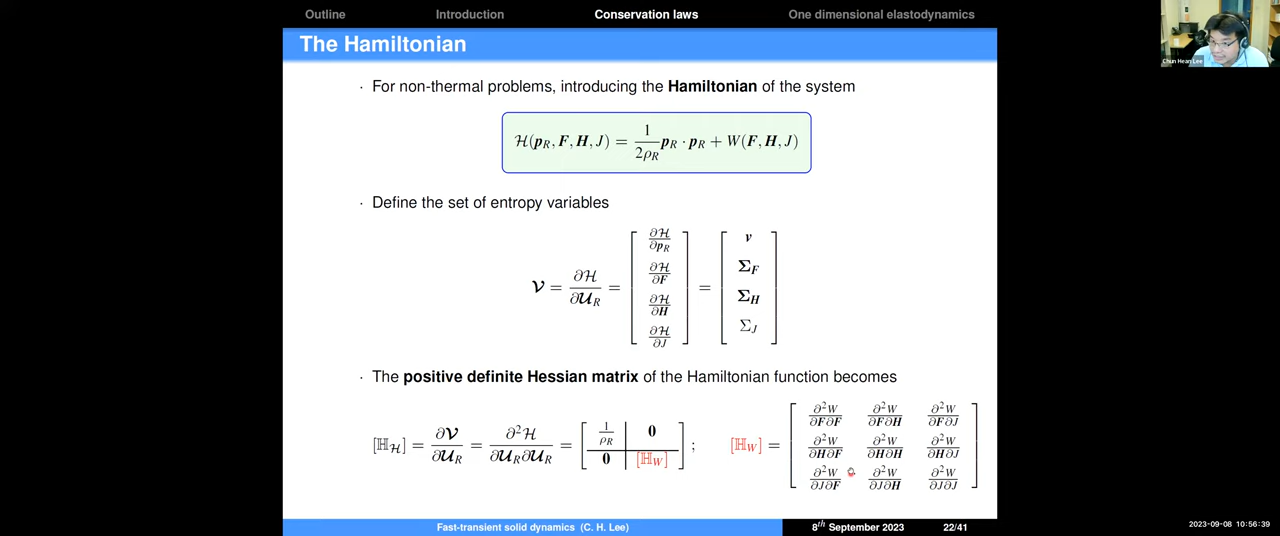 Outline Introduction Conservation laws One dimensional elastodynamics
The Hamiltonian
Chun Hean Lee
· For non-thermal problems, introducing the Hamiltonian of the system
ℋ(𝒑_R, 𝑭, 𝑯, J) = 1/(2ρ_R) 𝒑_R · 𝒑_R + W(𝑭, 𝑯, J)
· Define the set of entropy variables
𝓥 = ∂ℋ/∂𝓤_R = [ ∂ℋ/∂𝒑_R ; ∂ℋ/∂𝑭 ; ∂ℋ/∂𝑯 ; ∂ℋ/∂J ] = [ 𝒗 ; Σ_𝑭 ; Σ_𝑯 ; Σ_J ]
· The positive definite Hessian matrix of the Hamiltonian function becomes
[ℍ_ℋ] = ∂𝓥/∂𝓤_R = ∂²ℋ/∂𝓤_R∂𝓤_R = [ 1/ρ_R | 0 ; 0 | [ℍ_W] ] ; [ℍ_W] = [ ∂²W/∂𝑭∂𝑭 ∂²W/∂𝑭∂𝑯 ∂²W/∂𝑭∂J ; ∂²W/∂𝑯∂𝑭 ∂²W/∂𝑯∂𝑯 ∂²W/∂𝑯∂J ; ∂²W/∂J∂𝑭 ∂²W/∂J∂𝑯 ∂²W/∂J∂J ]
Fast-transient solid dynamics (C. H. Lee) 8th September 2023 22/41
2023-09-08 10:56:39